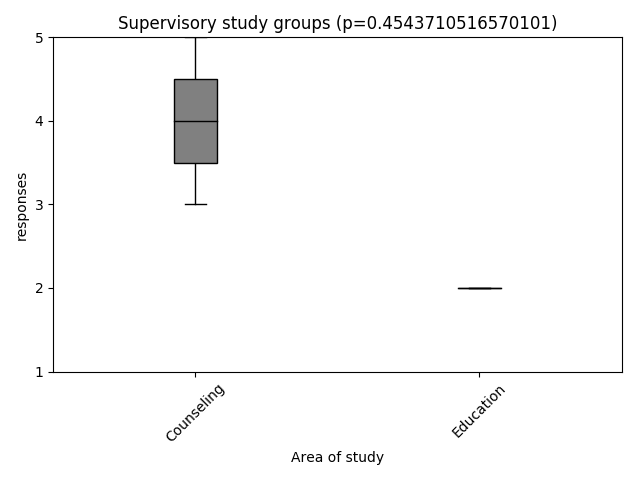 Supervisory study groups (p=0.4543710516570101)
5
4
3
2
1
responses
Counseling
Education
Area of study